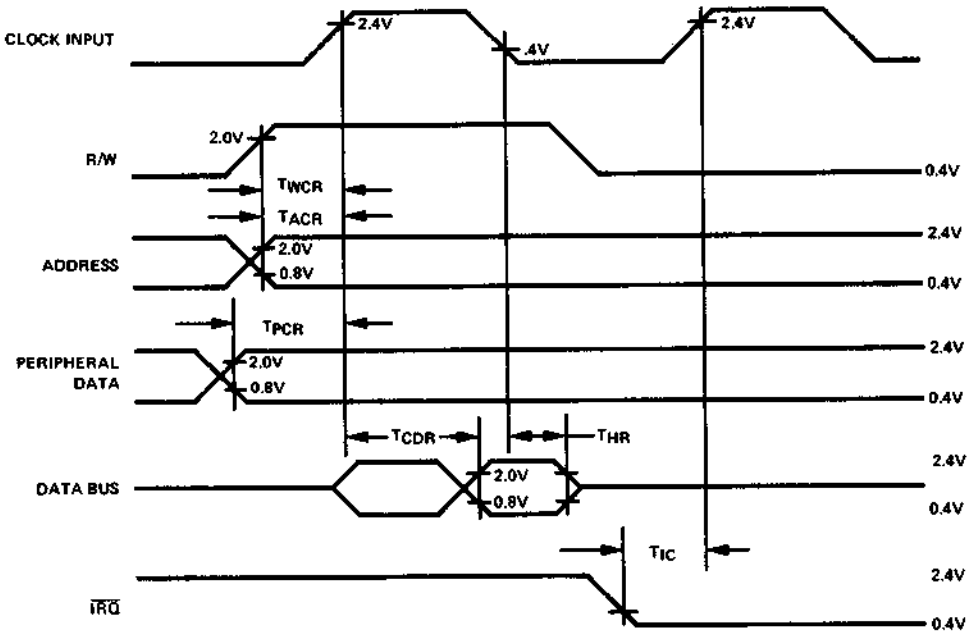 CLOCK INPUT
2.4V
.4V
2.4V
R/W
2.0V
0.4V
TWCR
TACR
ADDRESS
2.0V
0.8V
2.4V
0.4V
TPCR
PERIPHERAL
DATA
2.0V
0.8V
2.4V
0.4V
TCDR
THR
DATA BUS
2.0V
0.8V
2.4V
0.4V
TIC
IRQ
2.4V
0.4V